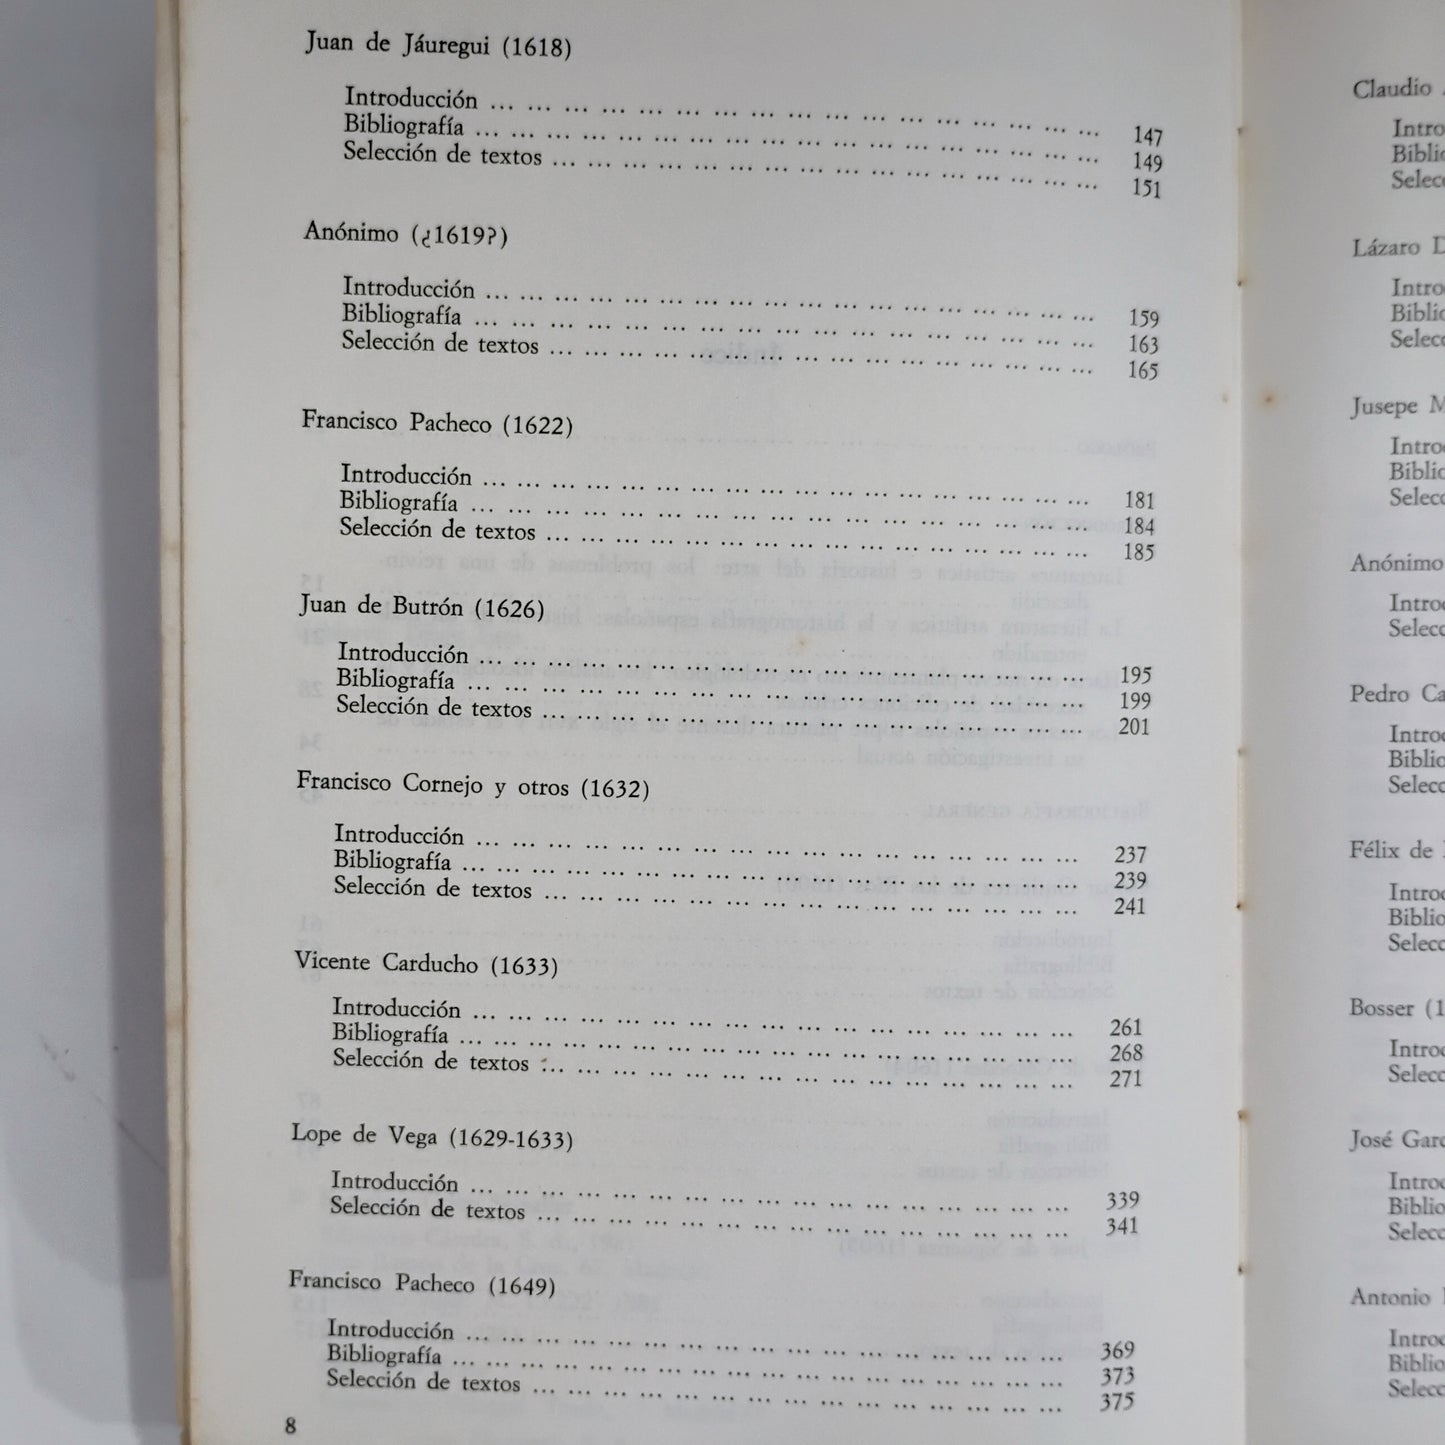 Juan de Jáuregui (1618)
Introducción ... ... ... ... ... ... ... ... ... ... ... ... ... ... ... ... ... 147
Bibliografía ... ... ... ... ... ... ... ... ... ... ... ... ... ... ... ... ... 149
Selección de textos ... ... ... ... ... ... ... ... ... ... ... ... ... ... ... 151
Anónimo (¿1619?)
Introducción ... ... ... ... ... ... ... ... ... ... ... ... ... ... ... ... ... 159
Bibliografía ... ... ... ... ... ... ... ... ... ... ... ... ... ... ... ... ... 163
Selección de textos ... ... ... ... ... ... ... ... ... ... ... ... ... ... ... 165
Francisco Pacheco (1622)
Introducción ... ... ... ... ... ... ... ... ... ... ... ... ... ... ... ... ... 181
Bibliografía ... ... ... ... ... ... ... ... ... ... ... ... ... ... ... ... ... 184
Selección de textos ... ... ... ... ... ... ... ... ... ... ... ... ... ... ... 185
Juan de Butrón (1626)
Introducción ... ... ... ... ... ... ... ... ... ... ... ... ... ... ... ... ... 195
Bibliografía ... ... ... ... ... ... ... ... ... ... ... ... ... ... ... ... ... 199
Selección de textos ... ... ... ... ... ... ... ... ... ... ... ... ... ... ... 201
Francisco Cornejo y otros (1632)
Introducción ... ... ... ... ... ... ... ... ... ... ... ... ... ... ... ... ... 237
Bibliografía ... ... ... ... ... ... ... ... ... ... ... ... ... ... ... ... ... 239
Selección de textos ... ... ... ... ... ... ... ... ... ... ... ... ... ... ... 241
Vicente Carducho (1633)
Introducción ... ... ... ... ... ... ... ... ... ... ... ... ... ... ... ... ... 261
Bibliografía ... ... ... ... ... ... ... ... ... ... ... ... ... ... ... ... ... 268
Selección de textos ... ... ... ... ... ... ... ... ... ... ... ... ... ... ... 271
Lope de Vega (1629-1633)
Introducción ... ... ... ... ... ... ... ... ... ... ... ... ... ... ... ... ... 339
Selección de textos ... ... ... ... ... ... ... ... ... ... ... ... ... ... ... 341
Francisco Pacheco (1649)
Introducción ... ... ... ... ... ... ... ... ... ... ... ... ... ... ... ... ... 369
Bibliografía ... ... ... ... ... ... ... ... ... ... ... ... ... ... ... ... ... 373
Selección de textos ... ... ... ... ... ... ... ... ... ... ... ... ... ... ... 375
8
Claudio
Lázaro
Jusepe
Anónimo
Pedro
Félix de
Bosser
José
Antonio